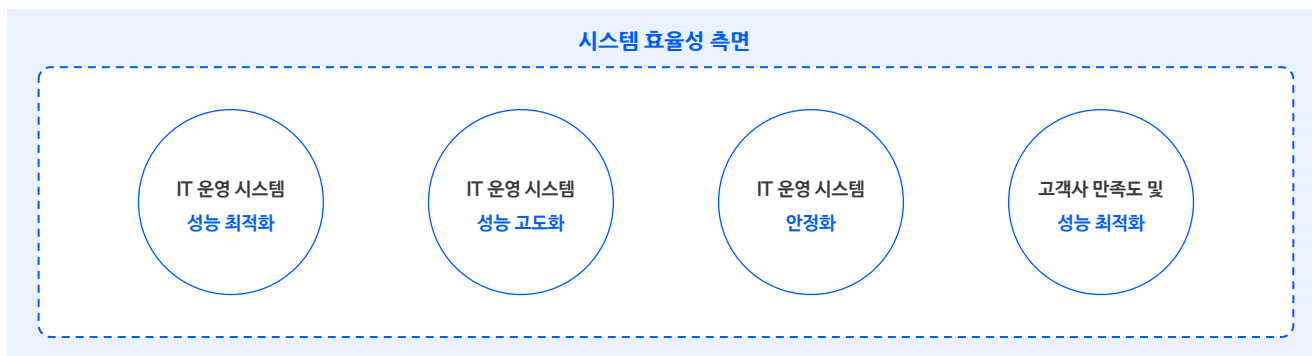 시스템 효율성 측면
IT 운영 시스템
성능 최적화
IT 운영 시스템
성능 고도화
IT 운영 시스템
안정화
고객사 만족도 및
성능 최적화